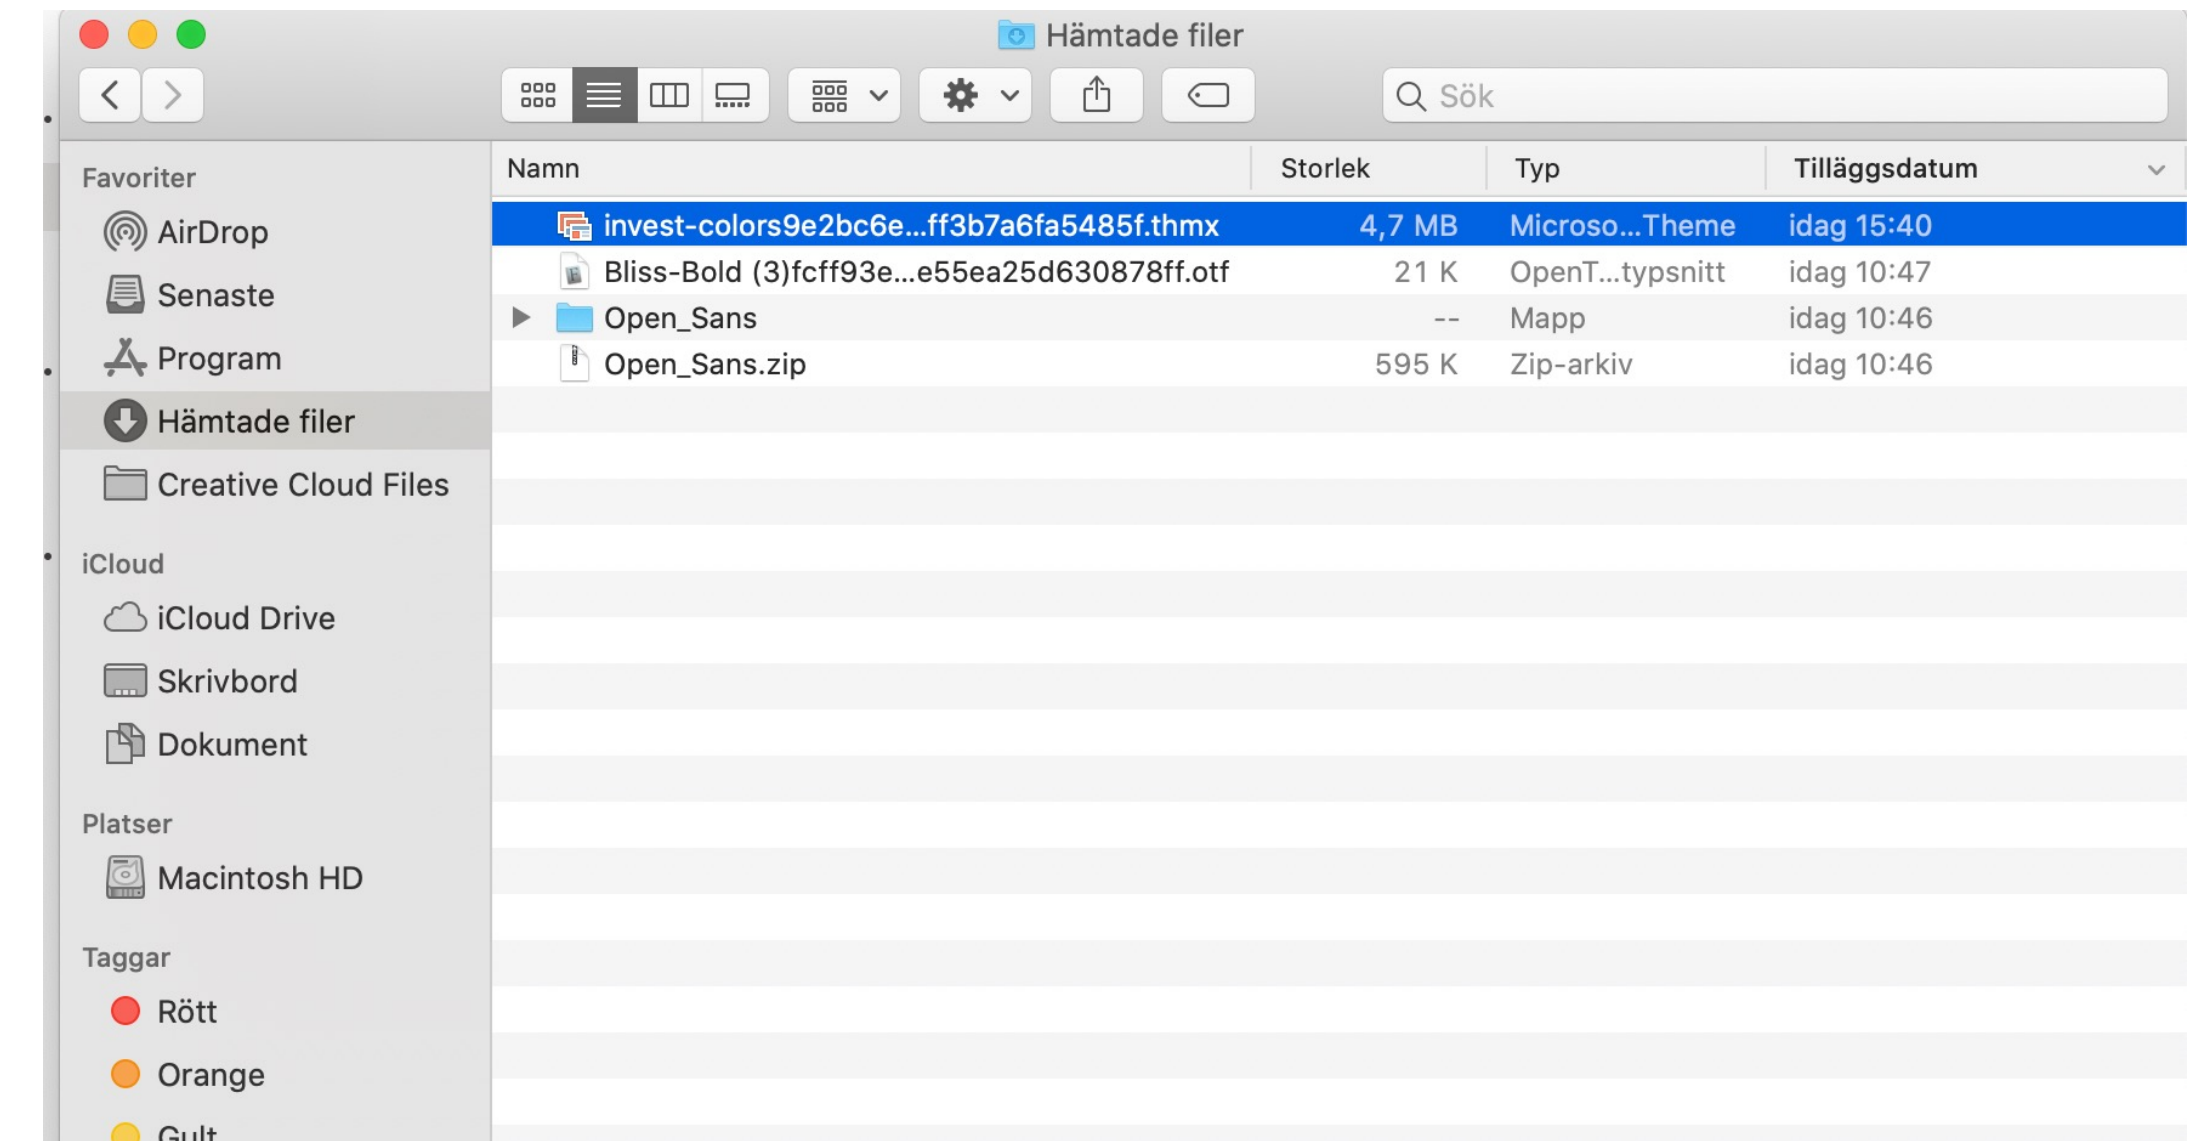 Hämtade filer
Sök
Favoriter
AirDrop
Senaste
Program
Hämtade filer
Creative Cloud Files
iCloud
iCloud Drive
Skrivbord
Dokument
Platser
Macintosh HD
Taggar
Rött
Orange
Gult
Namn Storlek Typ Tilläggsdatum
invest-colors9e2bc6e...ff3b7a6fa5485f.thmx 4,7 MB Microso...Theme idag 15:40
Bliss-Bold (3)fcff93e...e55ea25d630878ff.otf 21 K OpenT...typsnitt idag 10:47
Open_Sans -- Mapp idag 10:46
Open_Sans.zip 595 K Zip-arkiv idag 10:46